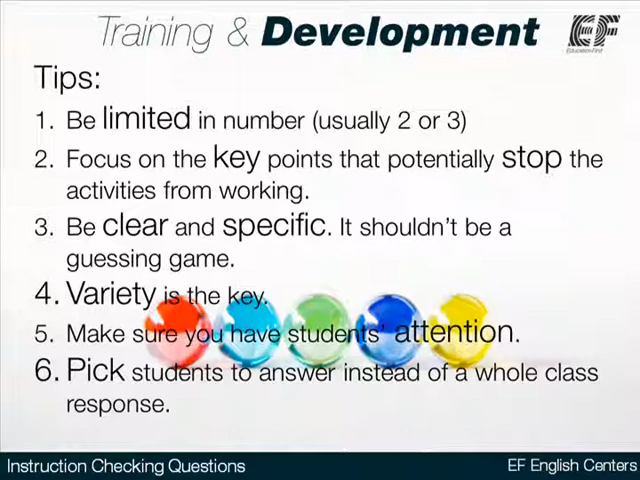 Training & Development
EF
Education First
Tips:
1. Be limited in number (usually 2 or 3)
2. Focus on the key points that potentially stop the
activities from working.
3. Be clear and specific. It shouldn't be a
guessing game.
4. Variety is the key.
5. Make sure you have students' attention.
6. Pick students to answer instead of a whole class
response.
Instruction Checking Questions
EF English Centers